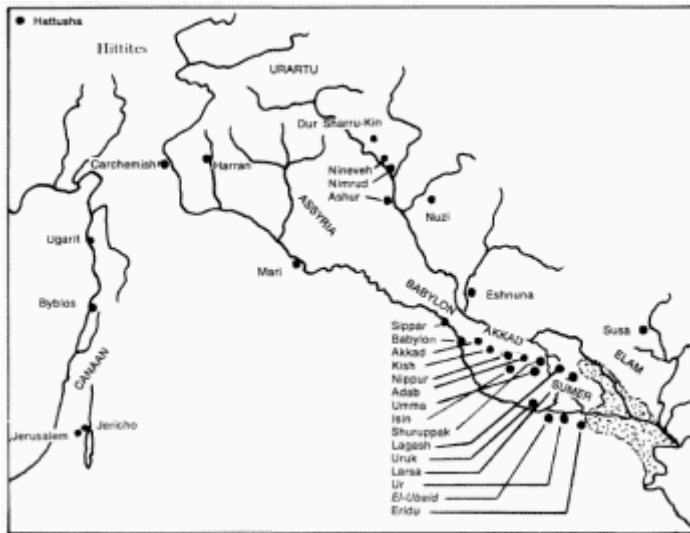 Hattusha
Hittites
URARTU
Dur Sharru-Kin
Carchemish
Harran
Nineveh
Nimrud
Ashur
ASSYRIA
Nuzi
Ugarit
Mari
BABYLON
Eshnuna
Byblos
Sippar
AKKAD
Susa
Babylon
Akkad
ELAM
Kish
CANAAN
Nippur
Adab
SUMER
Umma
Isin
Shuruppak
Jericho
Jerusalem
Lagash
Uruk
Larsa
Ur
El-Ubaid
Eridu